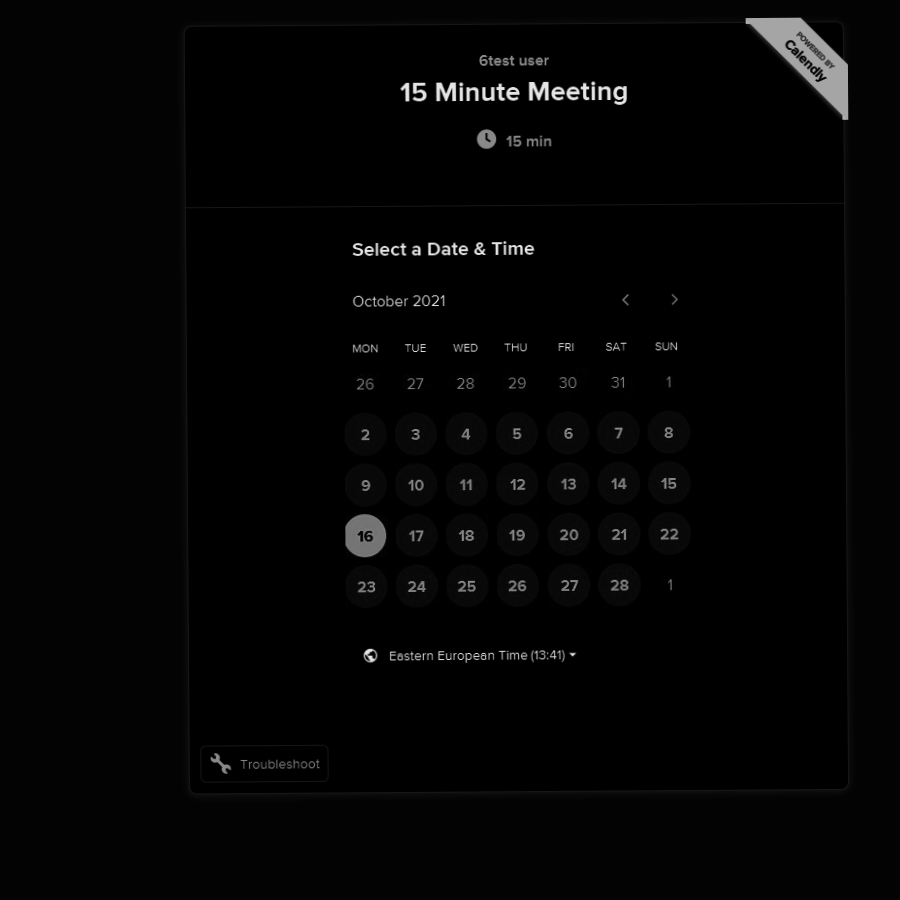 POWERED BY
Calendly
6test user
15 Minute Meeting
15 min
Select a Date & Time
October 2021
MON TUE WED THU FRI SAT SUN
26 27 28 29 30 31 1
2 3 4 5 6 7 8
9 10 11 12 13 14 15
16 17 18 19 20 21 22
23 24 25 26 27 28 1
Eastern European Time (13:41)
Troubleshoot